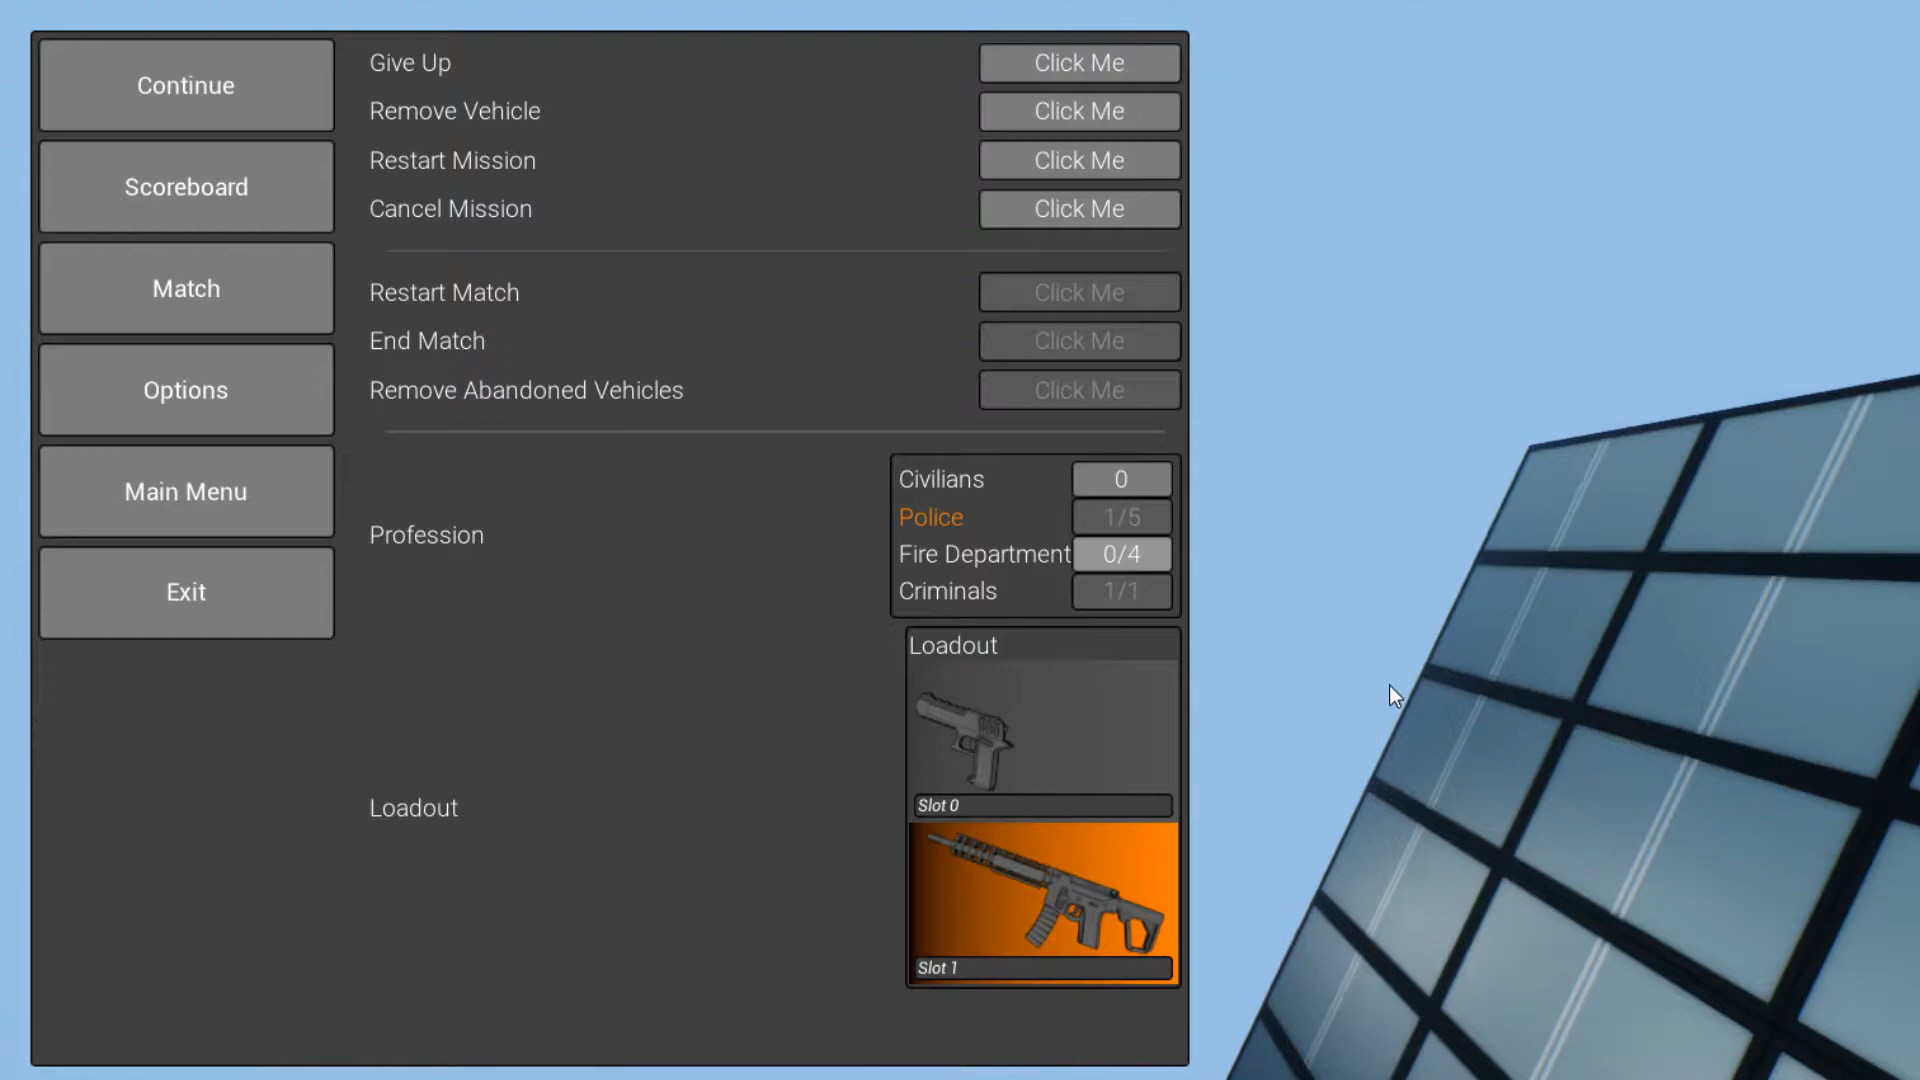 Continue
Scoreboard
Match
Options
Main Menu
Exit
Give Up Click Me
Remove Vehicle Click Me
Restart Mission Click Me
Cancel Mission Click Me
Restart Match Click Me
End Match Click Me
Remove Abandoned Vehicles Click Me
Profession
Civilians 0
Police 1/5
Fire Department 0/4
Criminals 1/1
Loadout
Loadout
Slot 0
Slot 1